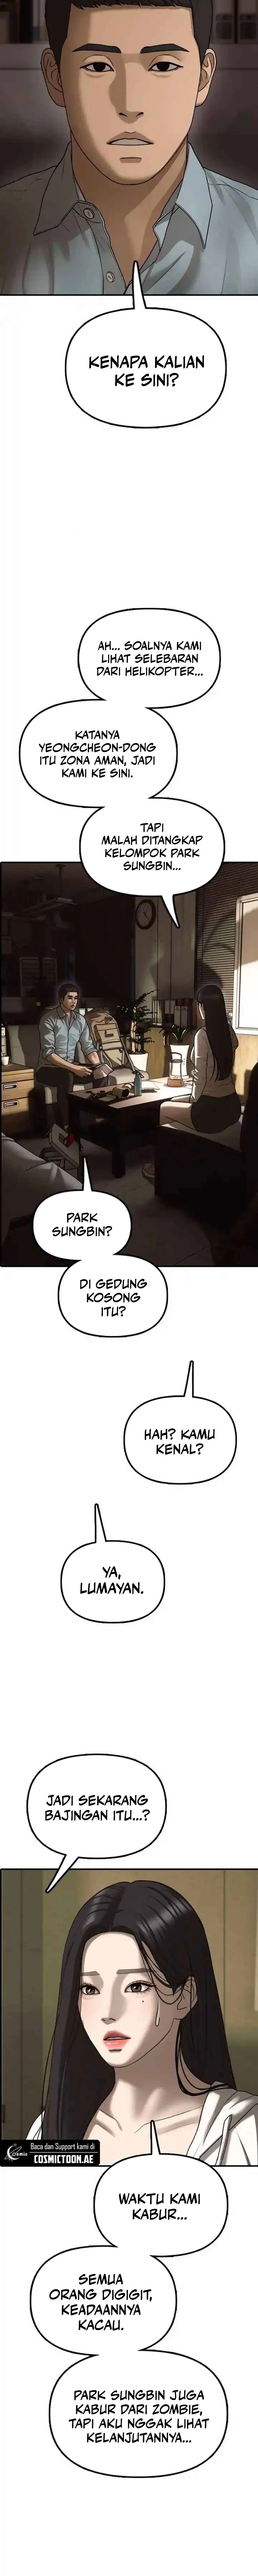 KENAPA KALIAN
KE SINI?
AH... SOALNYA KAMI
LIHAT SELEBARAN
DARI HELIKOPTER...
KATANYA
YEONGCHEON-DONG
ITU ZONA AMAN, JADI
KAMI KE SINI.
TAPI
MALAH DITANGKAP
KELOMPOK PARK
SUNGBIN...
PARK
SUNGBIN?
DI GEDUNG
KOSONG
ITU?
HAH? KAMU
KENAL?
YA,
LUMAYAN.
JADI SEKARANG
BAJINGAN ITU...?
Cosmic
Baca dan Support kami di
COSMICTOON.AE
WAKTU KAMI
KABUR...
SEMUA
ORANG DIGIGIT,
KEADAANNYA
KACAU.
PARK SUNGBIN JUGA
KABUR DARI ZOMBIE,
TAPI AKU NGGAK LIHAT
KELANJUTANNYA...